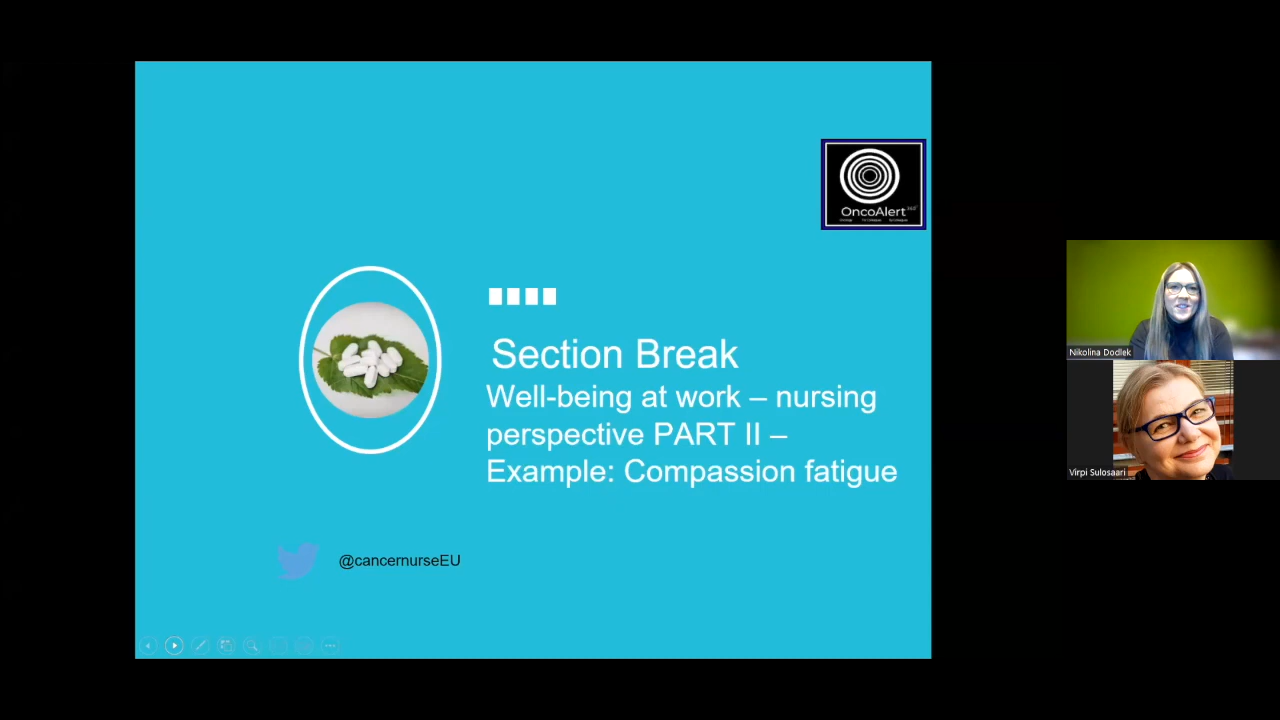 OncoAlert
Section Break
Well-being at work – nursing
perspective PART II –
Example: Compassion fatigue
@cancernurseEU
Nikolina Dodlek
Virpi Sulosaari